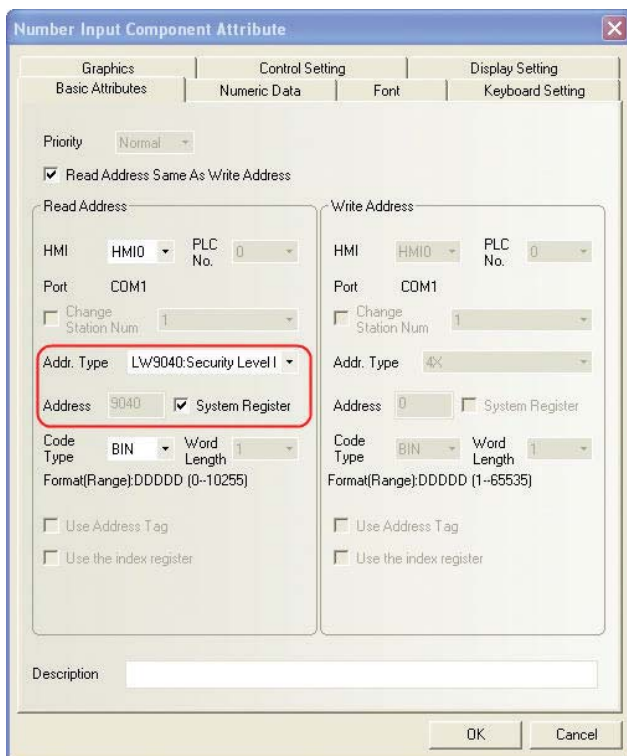 Number Input Component Attribute
Graphics Control Setting Display Setting
Basic Attributes Numeric Data Font Keyboard Setting
Priority Normal
Read Address Same As Write Address
Read Address
HMI HMI0 PLC No. 0
Port COM1
Change Station Num 1
Addr. Type LW9040:Security Level I
Address 9040 System Register
Code Type BIN Word Length 1
Format(Range):DDDDD (0--10255)
Use Address Tag
Use the index register
Write Address
HMI HMI0 PLC No. 0
Port COM1
Change Station Num 1
Addr. Type 4X
Address 0 System Register
Code Type BIN Word Length 1
Format(Range):DDDDD (1--65535)
Use Address Tag
Use the index register
Description
OK Cancel